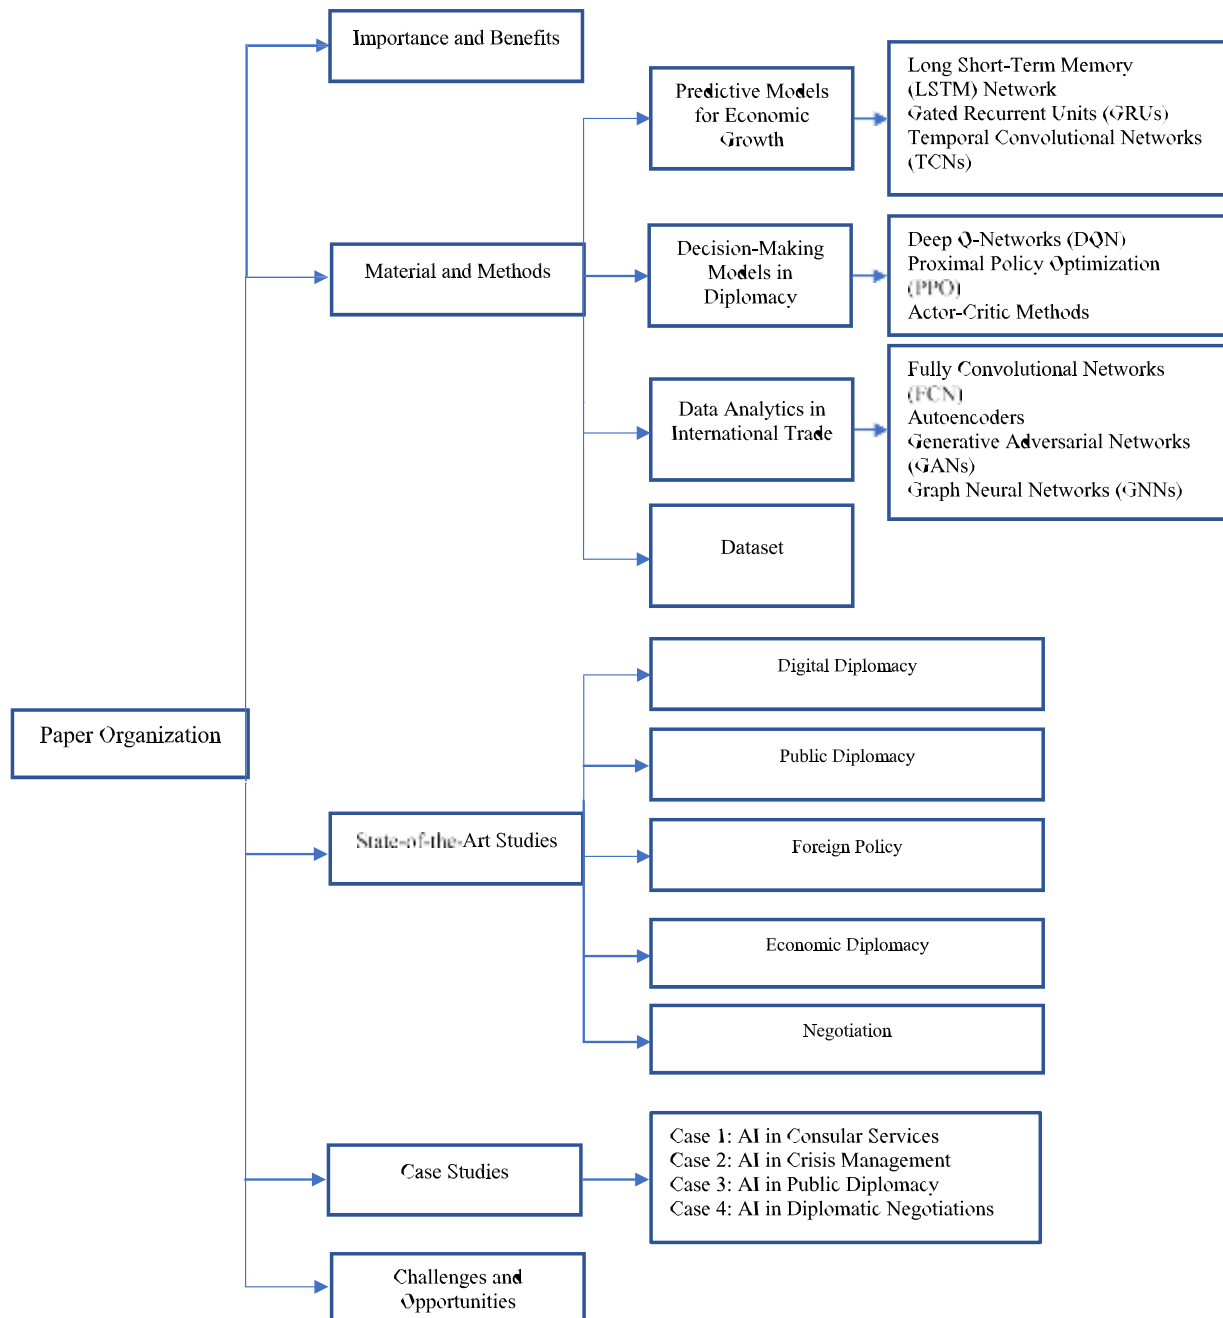 Importance and Benefits
Predictive Models
for Economic
Growth
Long Short-Term Memory
(LSTM) Network
Gated Recurrent Units (GRUs)
Temporal Convolutional Networks
(TCNs)
Material and Methods
Decision-Making
Models in
Diplomacy
Deep Q-Networks (DQN)
Proximal Policy Optimization
(PPO)
Actor-Critic Methods
Data Analytics in
International Trade
Fully Convolutional Networks
(FCN)
Autoencoders
Generative Adversarial Networks
(GANs)
Graph Neural Networks (GNNs)
Dataset
Paper Organization
State-of-the-Art Studies
Digital Diplomacy
Public Diplomacy
Foreign Policy
Economic Diplomacy
Negotiation
Case Studies
Case 1: AI in Consular Services
Case 2: AI in Crisis Management
Case 3: AI in Public Diplomacy
Case 4: AI in Diplomatic Negotiations
Challenges and
Opportunities